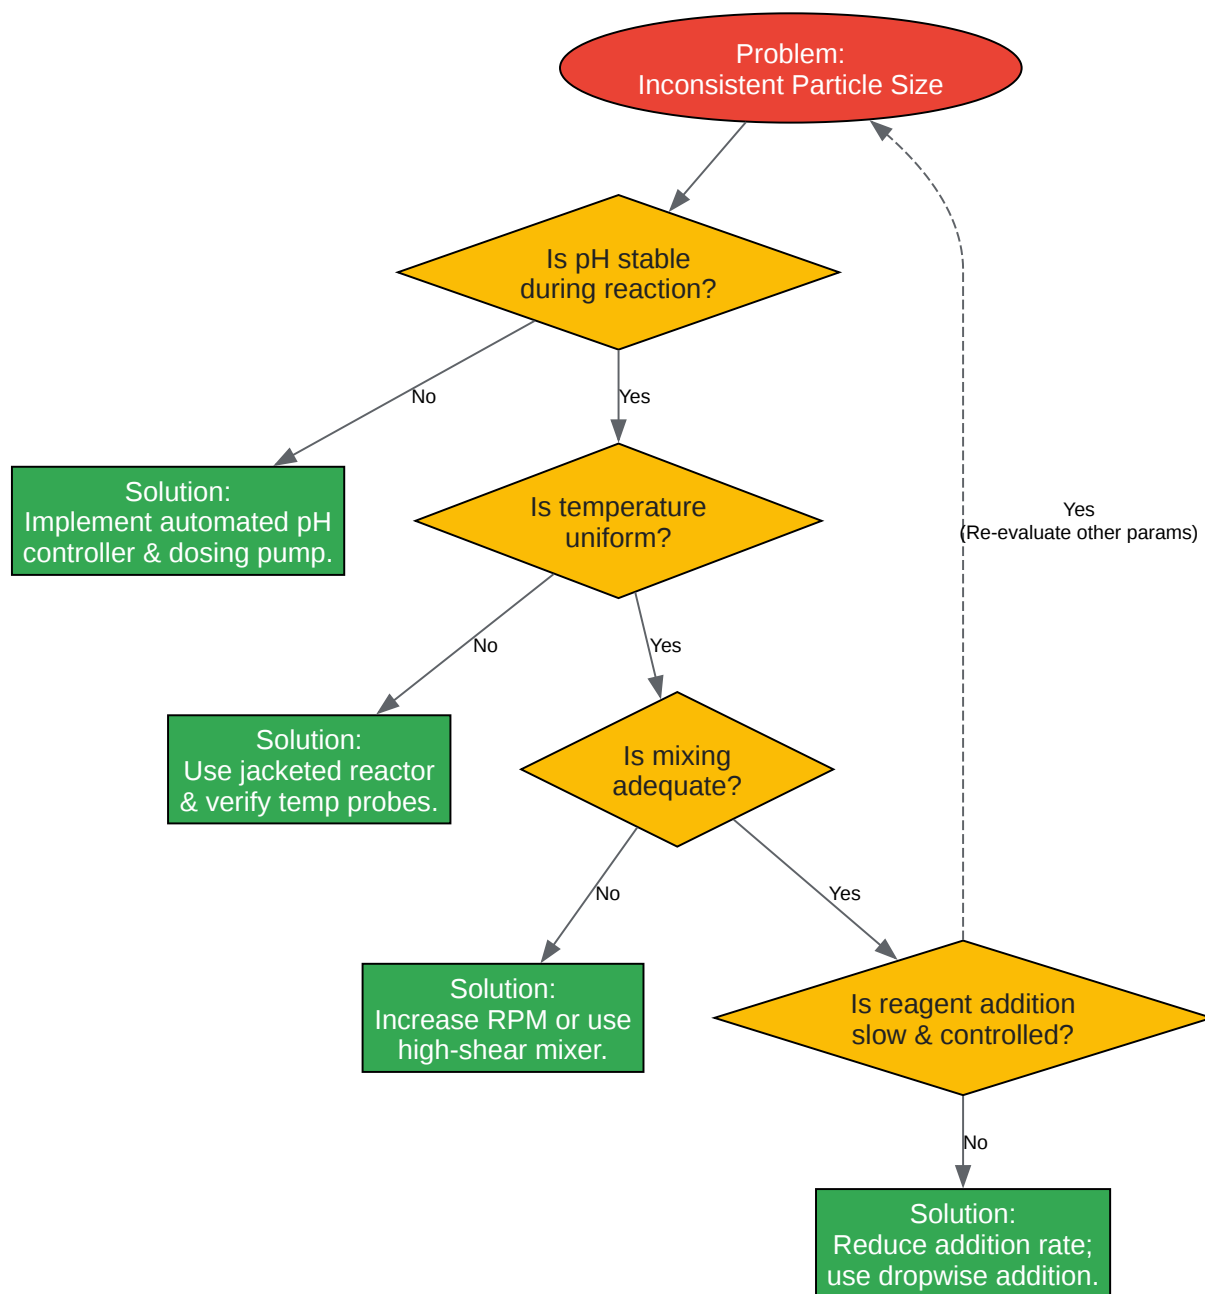 Problem:
Inconsistent Particle Size
Is pH stable
during reaction?
No
Yes
Solution:
Implement automated pH
controller & dosing pump.
Is temperature
uniform?
Yes
(Re-evaluate other params)
No
Yes
Solution:
Use jacketed reactor
& verify temp probes.
Is mixing
adequate?
No
Yes
Solution:
Increase RPM or use
high-shear mixer.
Is reagent addition
slow & controlled?
No
Solution:
Reduce addition rate;
use dropwise addition.